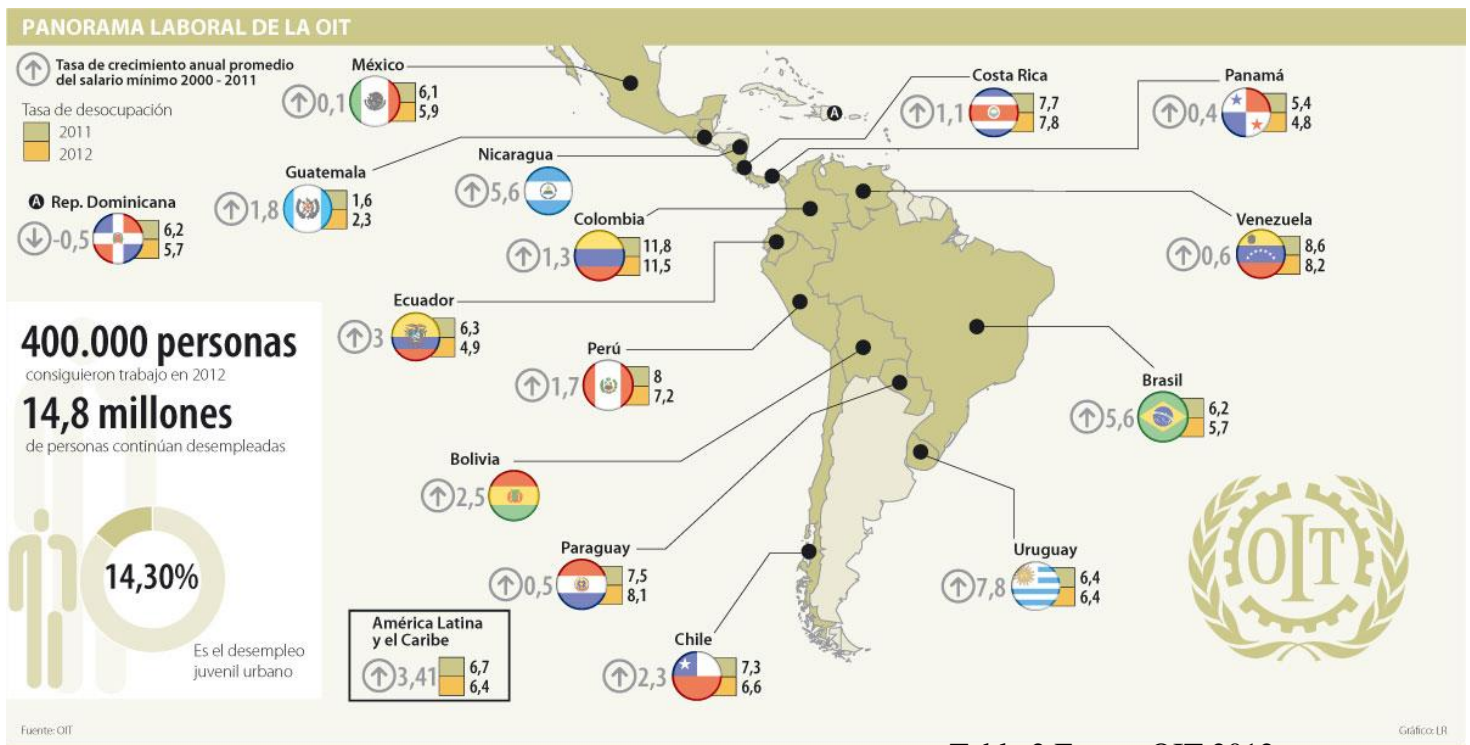 PANORAMA LABORAL DE LA OIT
Tasa de crecimiento anual promedio
del salario mínimo 2000 - 2011
Tasa de desocupación
2011
2012
México
0,1
6,1
5,9
Costa Rica
1,1
7,7
7,8
Panamá
0,4
5,4
4,8
A
Guatemala
1,8
1,6
2,3
Nicaragua
5,6
A Rep. Dominicana
-0,5
6,2
5,7
Colombia
1,3
11,8
11,5
Venezuela
0,6
8,6
8,2
Ecuador
3
6,3
4,9
Perú
1,7
8
7,2
Brasil
5,6
6,2
5,7
400.000 personas
consiguieron trabajo en 2012
14,8 millones
de personas continúan desempleadas
14,30%
Es el desempleo
juvenil urbano
Bolivia
2,5
Paraguay
0,5
7,5
8,1
Uruguay
7,8
6,4
6,4
América Latina
y el Caribe
3,41
6,7
6,4
Chile
2,3
7,3
6,6
OIT
Fuente: OIT
Gráfico: LR